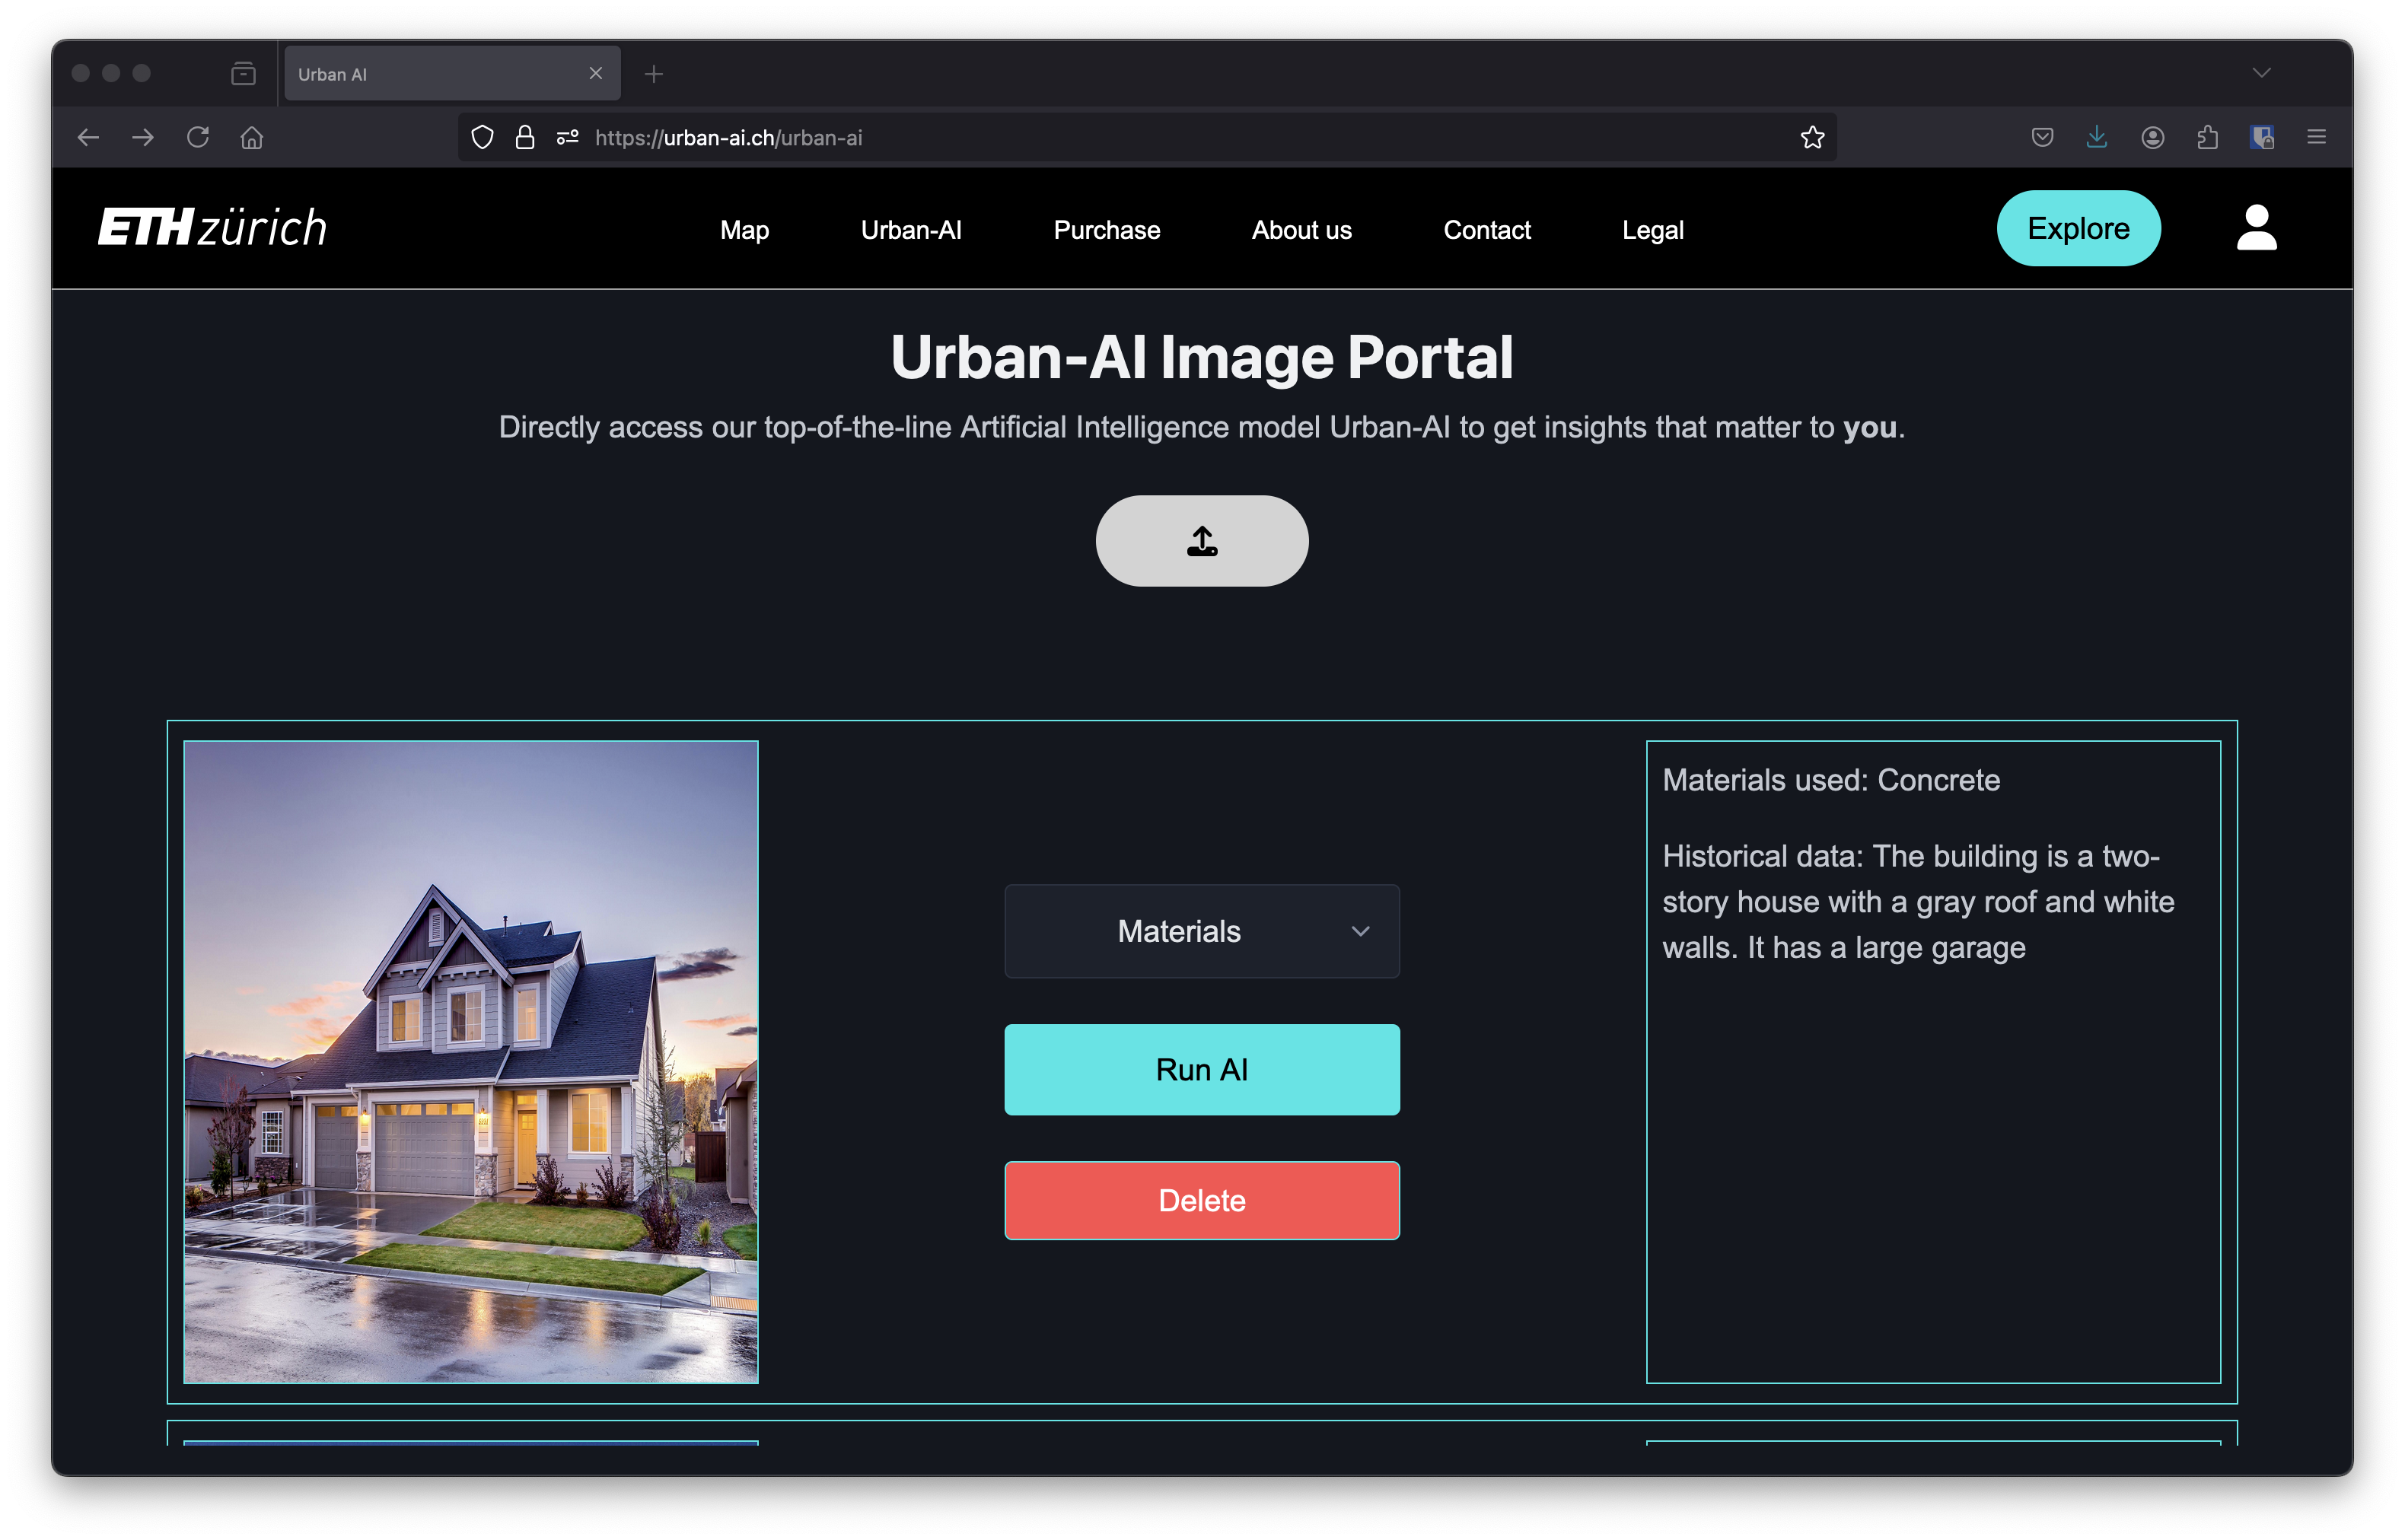 Urban AI
https://urban-ai.ch/urban-ai
ETH zürich
Map
Urban-AI
Purchase
About us
Contact
Legal
Explore
Urban-AI Image Portal
Directly access our top-of-the-line Artificial Intelligence model Urban-AI to get insights that matter to you.
Materials
Run AI
Delete
Materials used: Concrete
Historical data: The building is a two-
story house with a gray roof and white
walls. It has a large garage